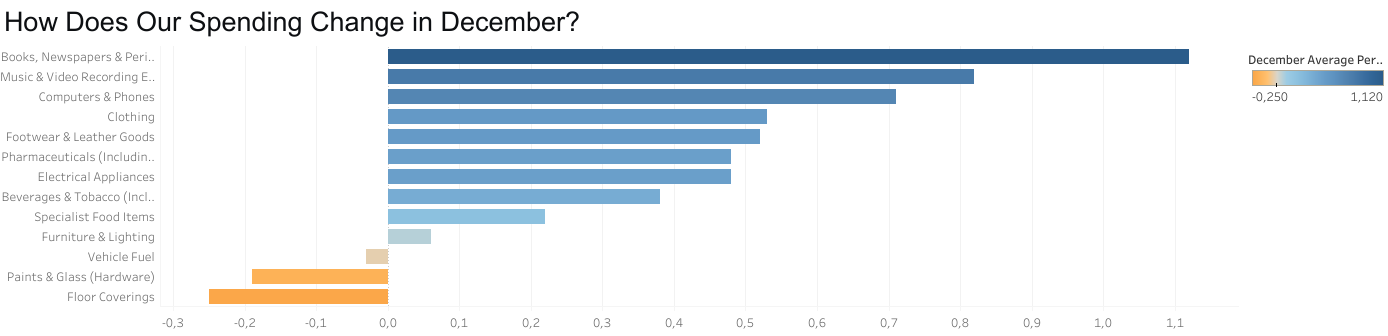 How Does Our Spending Change in December?
Books, Newspapers & Peri..
Music & Video Recording E..
Computers & Phones
Clothing
Footwear & Leather Goods
Pharmaceuticals (Includin..
Electrical Appliances
Beverages & Tobacco (Incl..
Specialist Food Items
Furniture & Lighting
Vehicle Fuel
Paints & Glass (Hardware)
Floor Coverings
-0,3 -0,2 -0,1 0,0 0,1 0,2 0,3 0,4 0,5 0,6 0,7 0,8 0,9 1,0 1,1
December Average Per..
-0,250 1,120